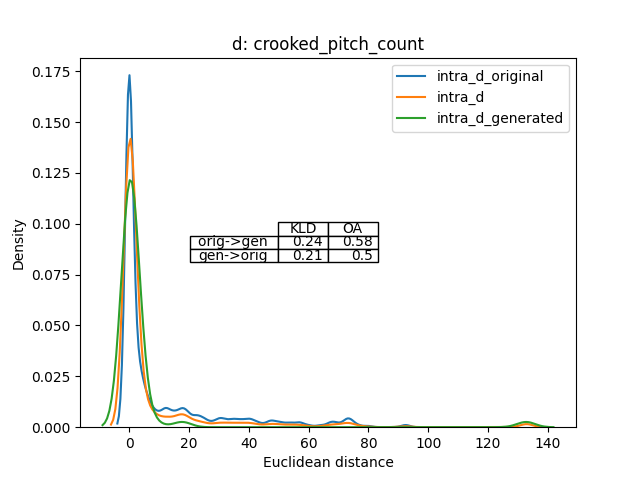 d: crooked_pitch_count
0.175
0.150
0.125
0.100
0.075
0.050
0.025
0.000
Density
intra_d_original
intra_d
intra_d_generated
KLD OA
orig->gen 0.24 0.58
gen->orig 0.21 0.5
0 20 40 60 80 100 120 140
Euclidean distance